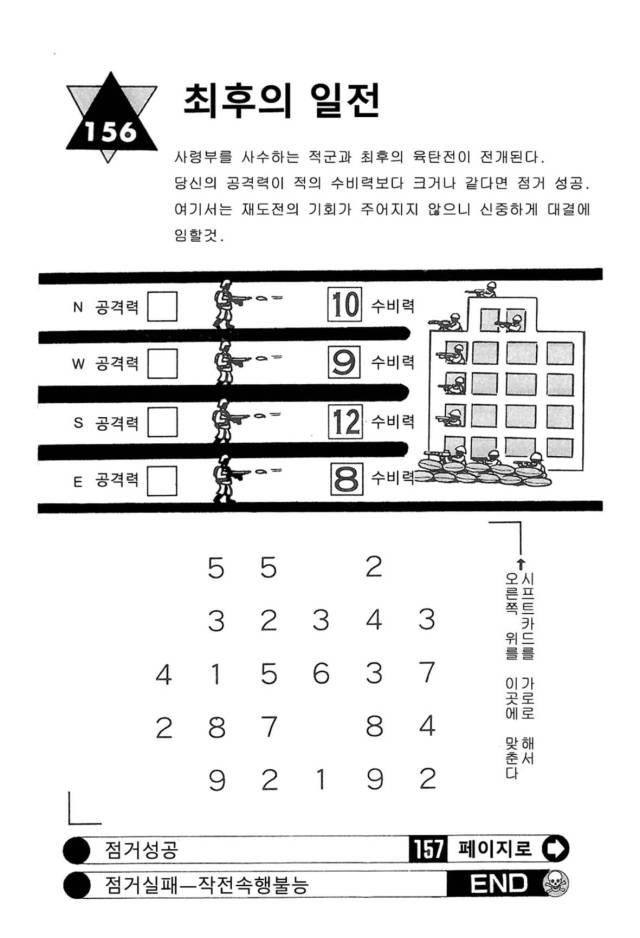 156
최후의 일전
사령부를 사수하는 적군과 최후의 육탄전이 전개된다.
당신의 공격력이 적의 수비력보다 크거나 같다면 점거 성공.
여기서는 재도전의 기회가 주어지지 않으니 신중하게 대결에
임할것.
N 공격력 10 수비력
W 공격력 9 수비력
S 공격력 12 수비력
E 공격력 8 수비력
5 5 2
3 2 3 4 3
4 1 5 6 3 7
2 8 7 8 4
9 2 1 9 2
시프트카드를 가로로 해서
오른쪽 위를 이곳에 맞춘다
점거성공 157 페이지로
점거실패—작전속행불능 END